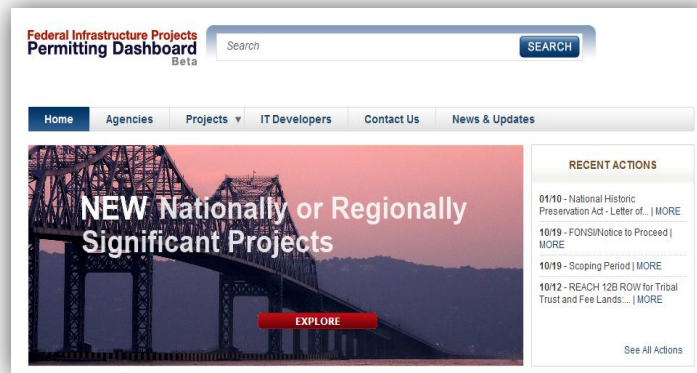 Federal Infrastructure Projects
Permitting Dashboard
Beta
Search
SEARCH
Home
Agencies
Projects ▼
IT Developers
Contact Us
News & Updates
NEW Nationally or Regionally
Significant Projects
EXPLORE
RECENT ACTIONS
01/10 - National Historic
Preservation Act - Letter of... | MORE
10/19 - FONSI/Notice to Proceed |
MORE
10/19 - Scoping Period | MORE
10/12 - REACH 12B ROW for Tribal
Trust and Fee Lands:... | MORE
See All Actions